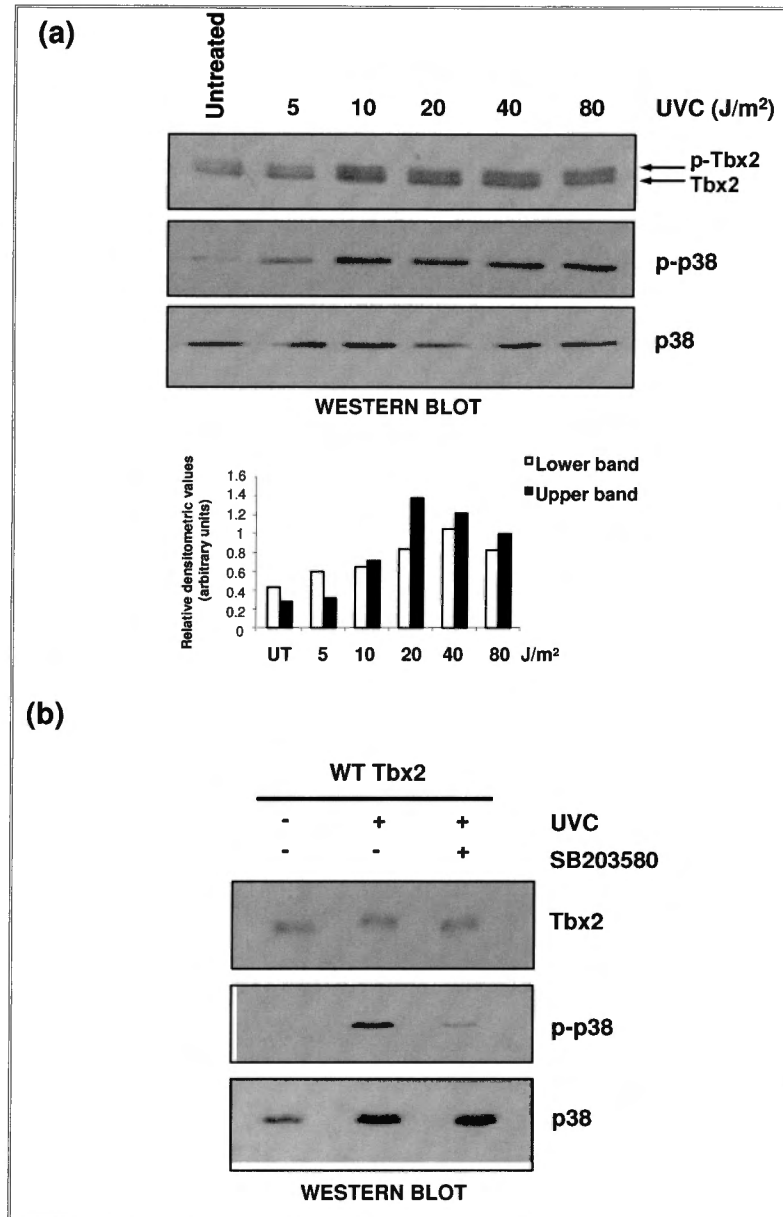 (a)
Untreated 5 10 20 40 80 UVC (J/m²)
p-Tbx2
Tbx2
p-p38
p38
WESTERN BLOT
Relative densitometric values
(arbitrary units)
1.6
1.4
1.2
1
0.8
0.6
0.4
0.2
0
Lower band
Upper band
UT 5 10 20 40 80 J/m²
(b)
WT Tbx2
- + + UVC
- - + SB203580
Tbx2
p-p38
p38
WESTERN BLOT